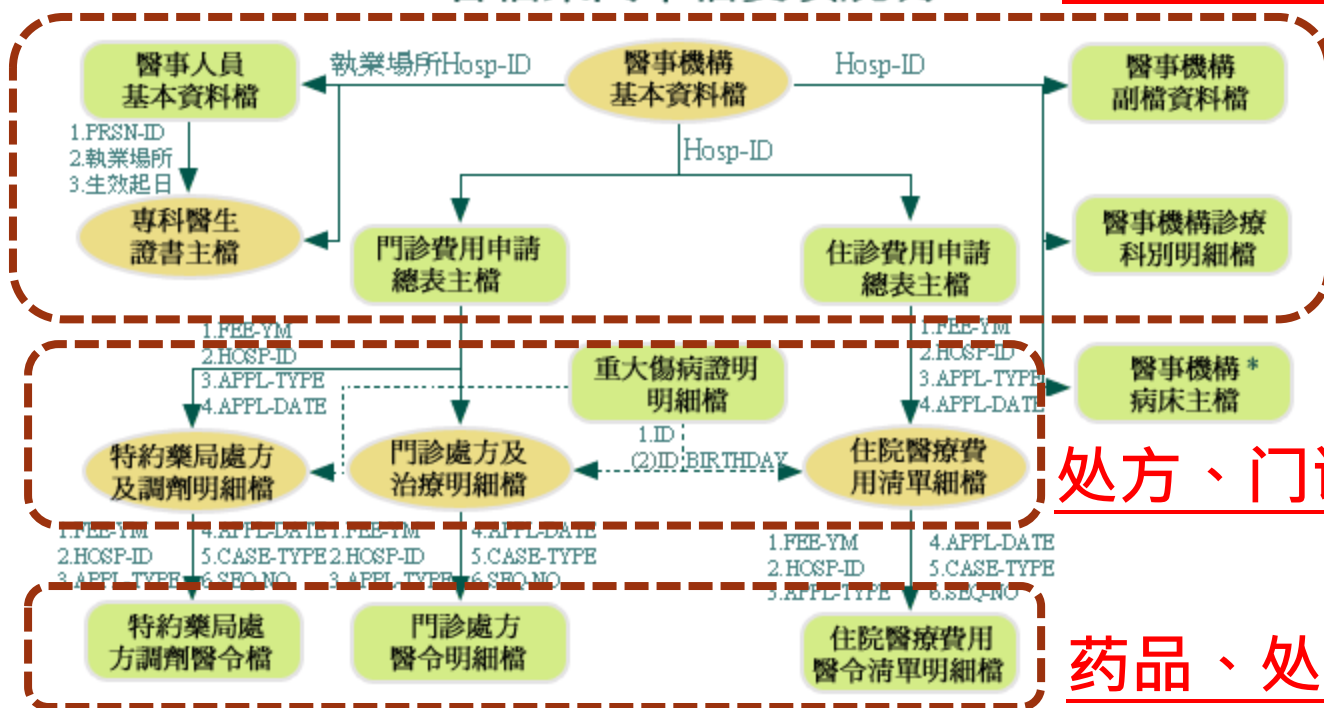 醫事人員
基本資料檔
執業場所Hosp-ID
醫事機構
基本資料檔
Hosp-ID
醫事機構
副檔資料檔
1.PRSN-ID
2.執業場所
3.生效起日
Hosp-ID
專科醫生
證書主檔
門診費用申請
總表主檔
住診費用申請
總表主檔
醫事機構診療
科別明細檔
1.FEE-YM
2.HOSP-ID
3.APPL-TYPE
4.APPL-DATE
重大傷病證明
明細檔
1.FEE-YM
2.HOSP-ID
3.APPL-TYPE
4.APPL-DATE
醫事機構*
病床主檔
1.ID
(2)ID BIRTHDAY
特約藥局處方
及調劑明細檔
門診處方及
治療明細檔
住院醫療費
用清單細檔
处方、门
1.FEE-YM
2.HOSP-ID
3.APPL-TYPE
4.APPL-DATE
5.CASE-TYPE
6.SEQ-NO
1.FEE-YM
2.HOSP-ID
3.APPL-TYPE
4.APPL-DATE
5.CASE-TYPE
6.SEQ-NO
1.FEE-YM
2.HOSP-ID
3.APPL-TYPE
4.APPL-DATE
5.CASE-TYPE
6.SEQ-NO
特約藥局處
方調劑醫令檔
門診處方
醫令明細檔
住院醫療費用
醫令清單明細檔
药品、处